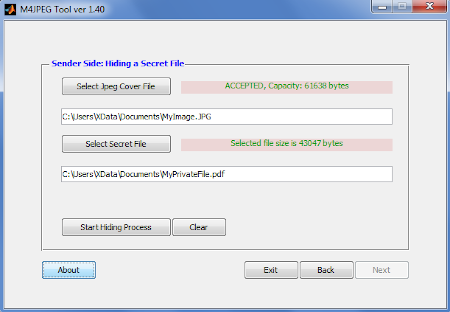 M4JPEG Tool ver 1.40
Sender Side: Hiding a Secret File
Select Jpeg Cover File ACCEPTED, Capacity: 61638 bytes
C:\Users\XData\Documents\MyImage.JPG
Select Secret File Selected file size is 43047 bytes
C:\Users\XData\Documents\MyPrivateFile.pdf
Start Hiding Process Clear
About Exit Back Next